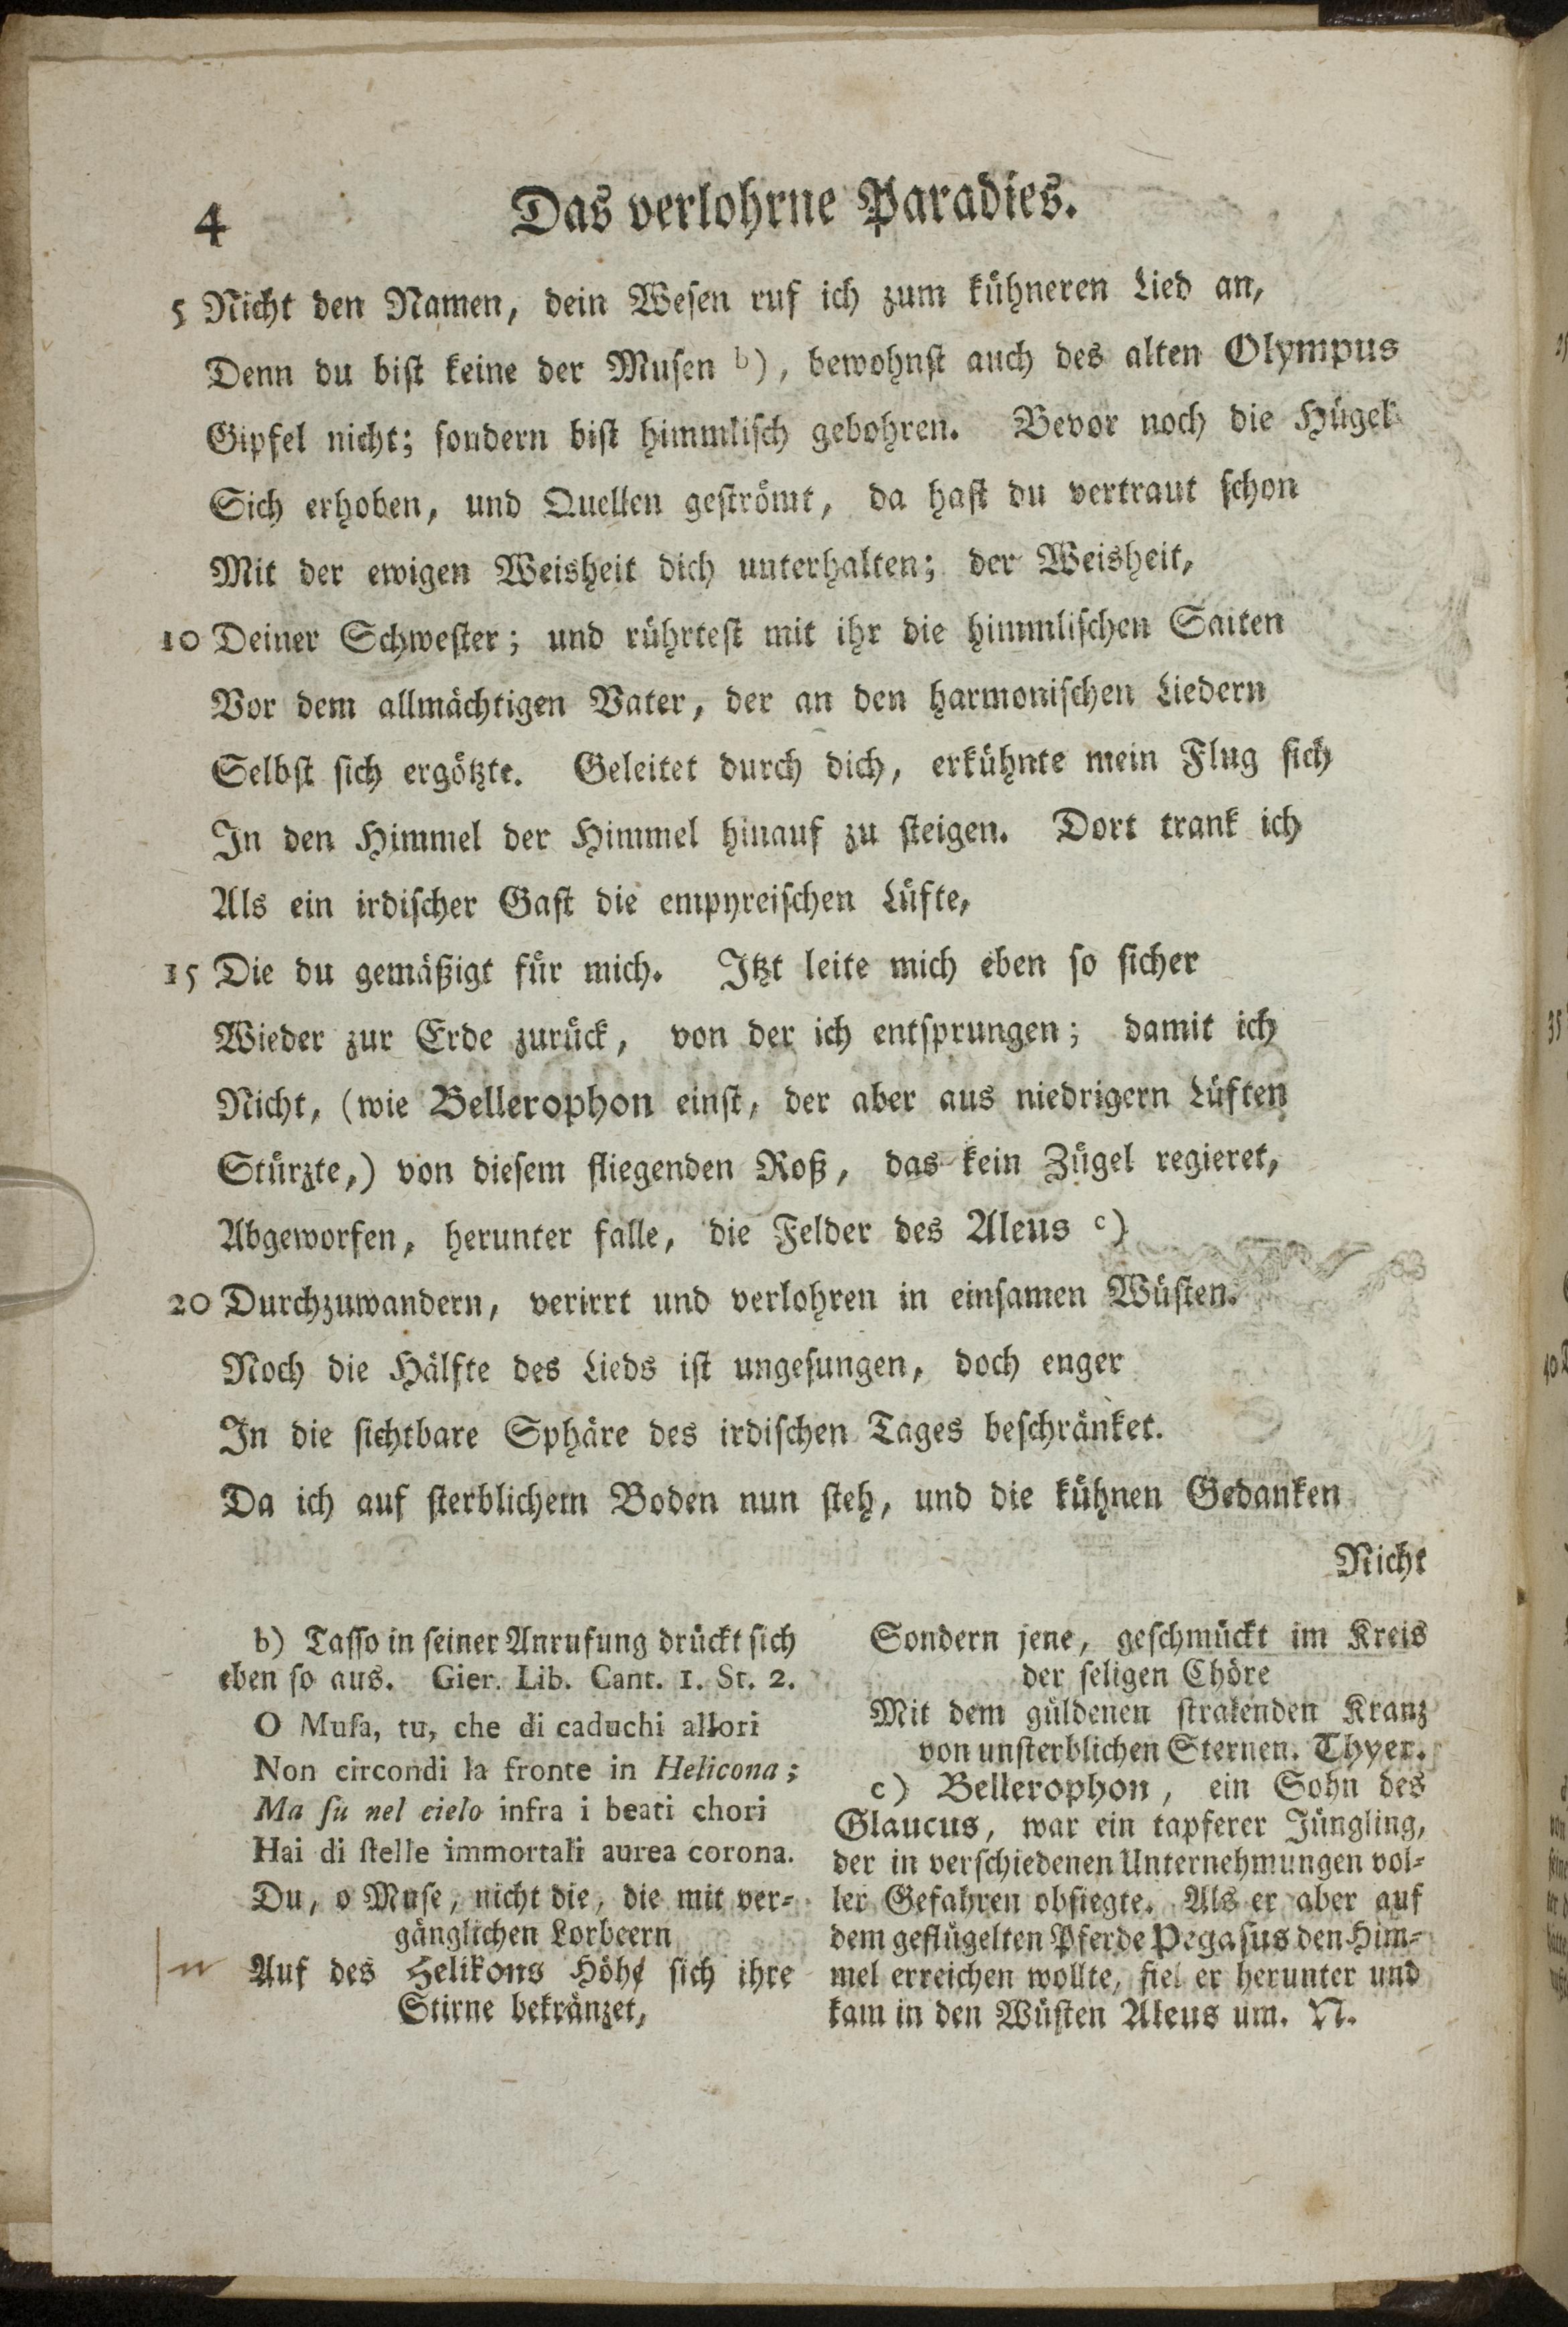 4 Das verlohrne Paradies.
5 Nicht den Namen, dein Wesen ruf ich zum kühneren Lied an,
Denn du bist keine der Musen b), bewohnst auch des alten Olympus
Gipfel nicht; sondern bist himmlisch gebohren. Bevor noch die Hügel
Sich erhoben, und Quellen geströmt, da hast du vertraut schon
Mit der ewigen Weisheit dich unterhalten; der Weisheit,
10 Deiner Schwester; und rührtest mit ihr die himmlischen Saiten
Vor dem allmächtigen Vater, der an den harmonischen Liedern
Selbst sich ergötzte. Geleitet durch dich, erkühnte mein Flug sich
In den Himmel der Himmel hinauf zu steigen. Dort trank ich
Als ein irdischer Gast die empyreischen Lüfte,
15 Die du gemäßigt für mich. Itzt leite mich eben so sicher
Wieder zur Erde zurück, von der ich entsprungen; damit ich
Nicht, (wie Bellerophon einst, der aber aus niedrigern Lüften
Stürzte,) von diesem fliegenden Roß, das kein Zügel regieret,
Abgeworfen, herunter falle, die Felder des Aleus c)
20 Durchzuwandern, verirrt und verlohren in einsamen Wüsten.
Noch die Hälfte des Lieds ist ungesungen, doch enger
In die sichtbare Sphäre des irdischen Tages beschränket.
Da ich auf sterblichem Boden nun steh, und die kühnen Gedanken
Nicht
b) Tasso in seiner Anrufung drückt sich
eben so aus. Gier. Lib. Cant. 1. St. 2.
O Musa, tu, che di caduchi allori
Non circondi la fronte in Helicona;
Ma su nel cielo infra i beati chori
Hai di stelle immortali aurea corona.
Du, o Muse, nicht die, die mit ver-
gänglichen Lorbeern
Auf des Helikons Höhe sich ihre
Stirne bekränzet,
Sondern jene, geschmückt im Kreis
der seligen Chöre
Mit dem güldenen stralenden Kranz
von unsterblichen Sternen. Thyer.
c) Bellerophon, ein Sohn des
Glaucus, war ein tapferer Jüngling,
der in verschiedenen Unternehmungen vol-
ler Gefahren obsiegte. Als er aber auf
dem geflügelten Pferde Pegasus den Him-
mel erreichen wollte, fiel er herunter und
kam in den Wüsten Aleus um. N.